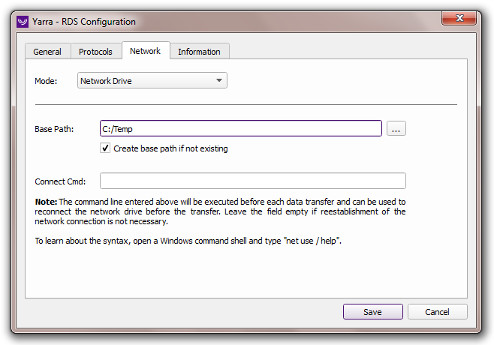 Yarra - RDS Configuration
General Protocols Network Information
Mode: Network Drive
Base Path: C:/Temp ...
Create base path if not existing
Connect Cmd:
Note: The command line entered above will be executed before each data transfer and can be used to
reconnect the network drive before the transfer. Leave the field empty if reestablishment of the
network connection is not necessary.
To learn about the syntax, open a Windows command shell and type "net use /help".
Save Cancel